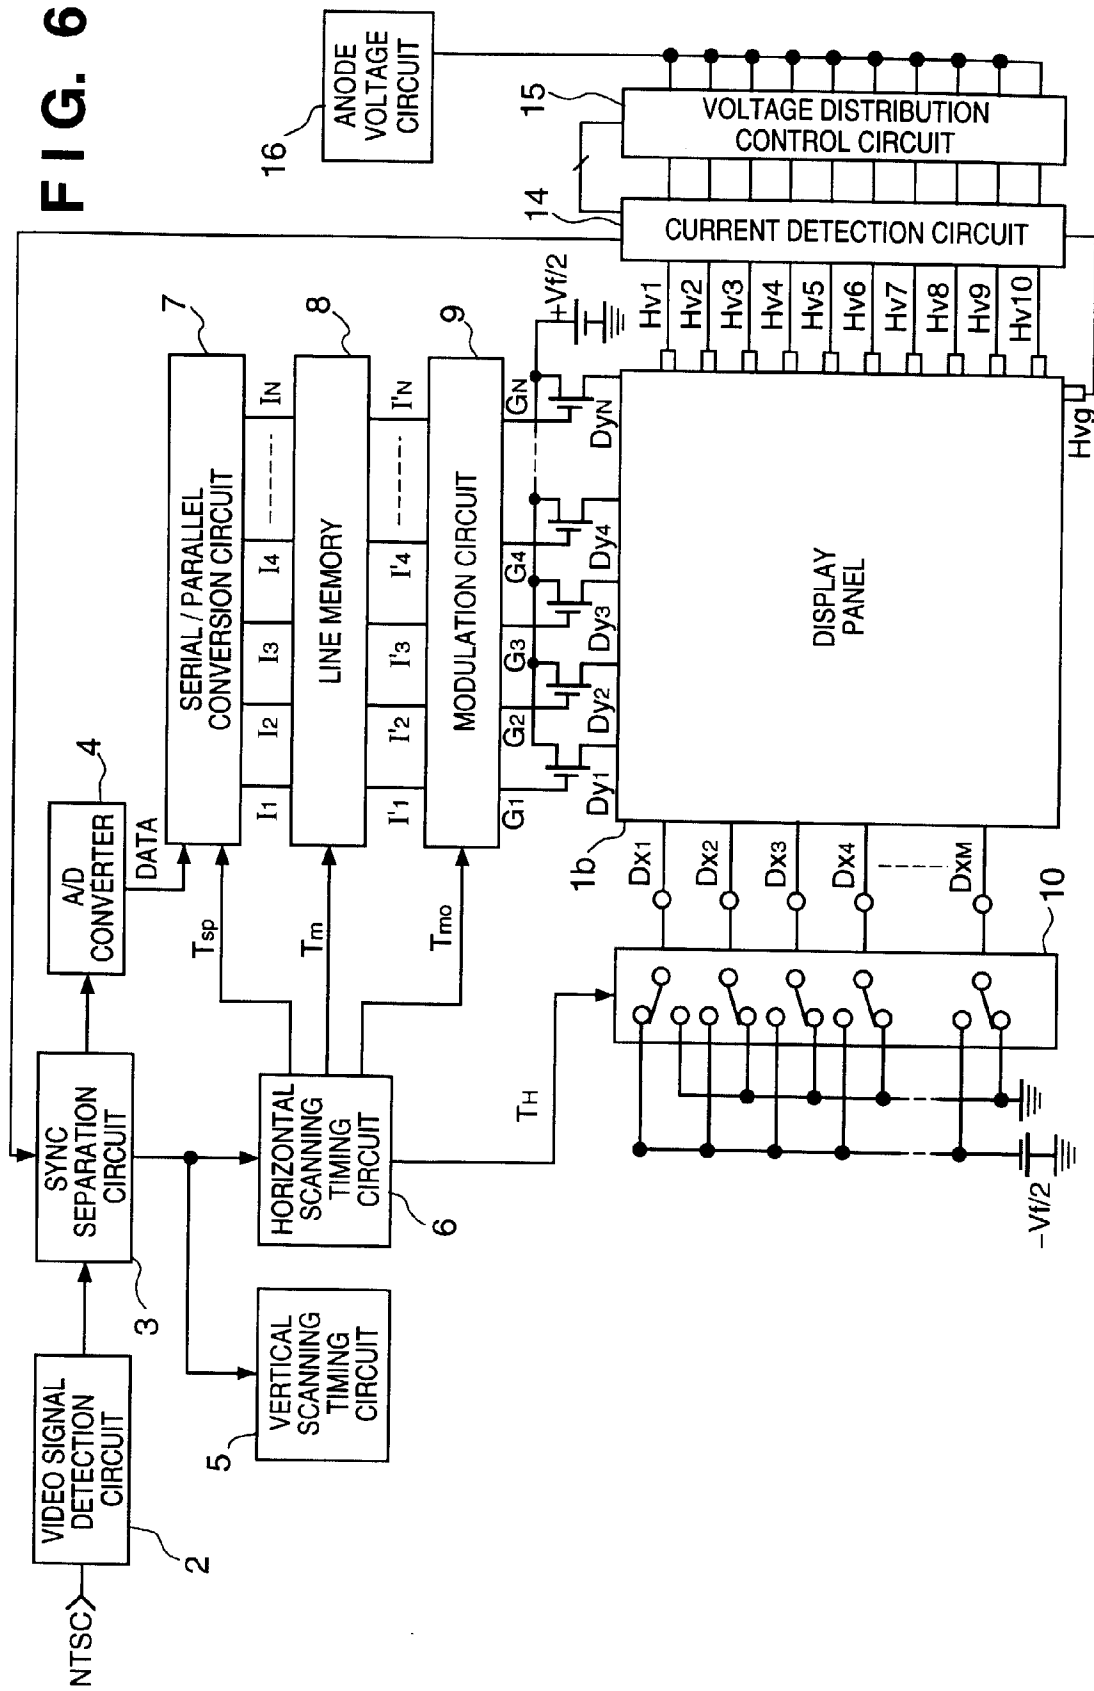 FIG. 6
NTSC
VIDEO SIGNAL
DETECTION
CIRCUIT
2
SYNC
SEPARATION
CIRCUIT
3
A/D
CONVERTER
4
DATA
VERTICAL
SCANNING
TIMING
CIRCUIT
5
HORIZONTAL
SCANNING
TIMING
CIRCUIT
6
Tsp
Tm
Tmo
TH
SERIAL / PARALLEL
CONVERSION CIRCUIT
7
I1 I2 I3 I4 IN
LINE MEMORY
8
I'1 I'2 I'3 I'4 I'N
MODULATION CIRCUIT
9
G1 G2 G3 G4 GN
+Vf/2
Dy1 Dy2 Dy3 Dy4 DyN
ANODE
VOLTAGE
CIRCUIT
16
VOLTAGE DISTRIBUTION
CONTROL CIRCUIT
15
CURRENT DETECTION CIRCUIT
14
Hv1
Hv2
Hv3
Hv4
Hv5
Hv6
Hv7
Hv8
Hv9
Hv10
Hvg
DISPLAY
PANEL
1b
Dx1
Dx2
Dx3
Dx4
DxM
10
-Vf/2